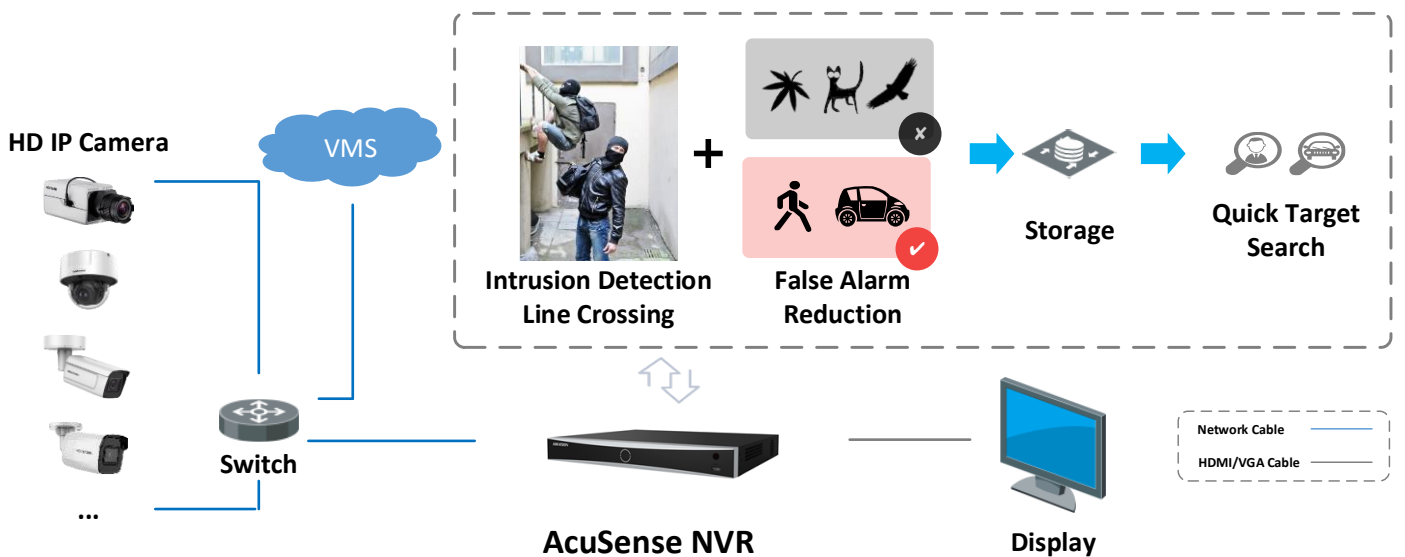 HD IP Camera
VMS
Intrusion Detection
Line Crossing
+
False Alarm
Reduction
Storage
Quick Target
Search
Switch
...
AcuSense NVR
Display
Network Cable
HDMI/VGA Cable